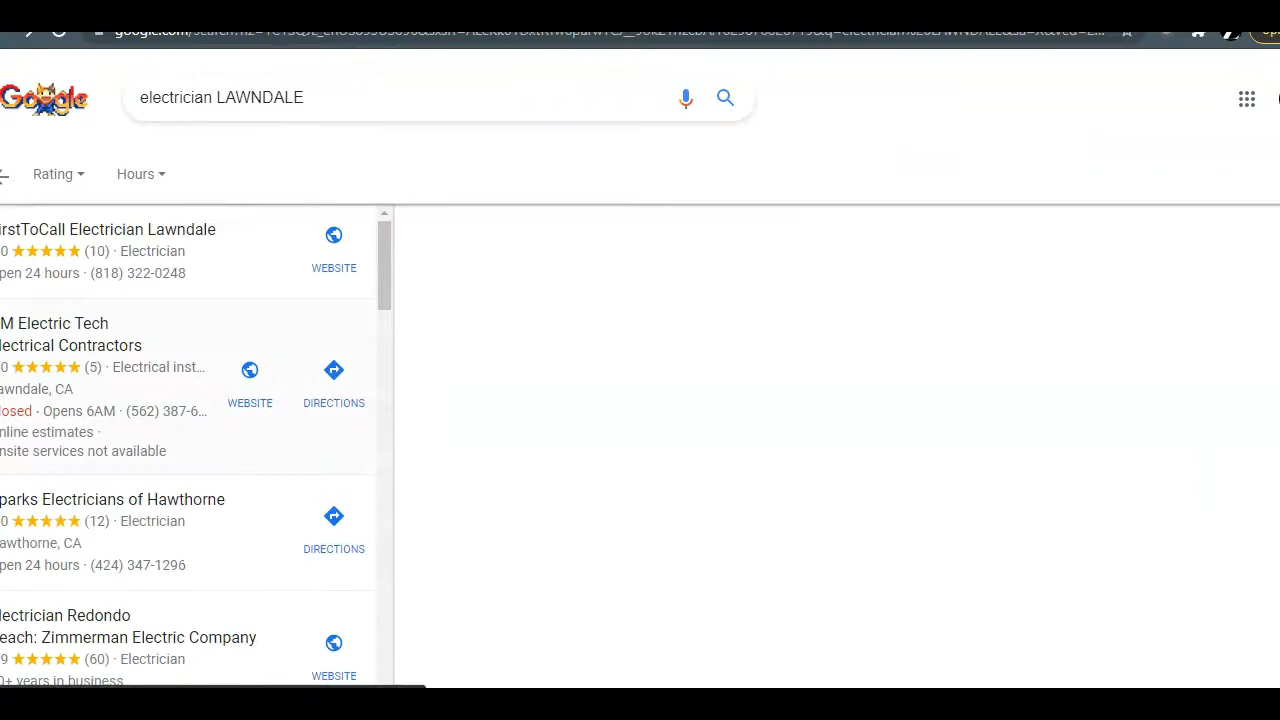 Google
electrician LAWNDALE
Rating
Hours
irstToCall Electrician Lawndale
0 (10) · Electrician
pen 24 hours · (818) 322-0248
WEBSITE
M Electric Tech
lectrical Contractors
0 (5) · Electrical inst...
awndale, CA
losed · Opens 6AM · (562) 387-6...
nline estimates ·
nsite services not available
WEBSITE
DIRECTIONS
parks Electricians of Hawthorne
0 (12) · Electrician
awthorne, CA
pen 24 hours · (424) 347-1296
DIRECTIONS
lectrician Redondo
each: Zimmerman Electric Company
9 (60) · Electrician
0+ years in business
WEBSITE